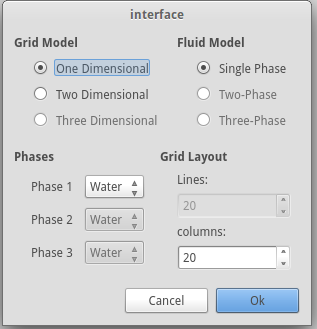 interface
Grid Model
Fluid Model
One Dimensional
Single Phase
Two Dimensional
Two-Phase
Three Dimensional
Three-Phase
Phases
Grid Layout
Phase 1
Water
Lines:
20
Phase 2
Water
columns:
Phase 3
Water
20
Cancel
Ok